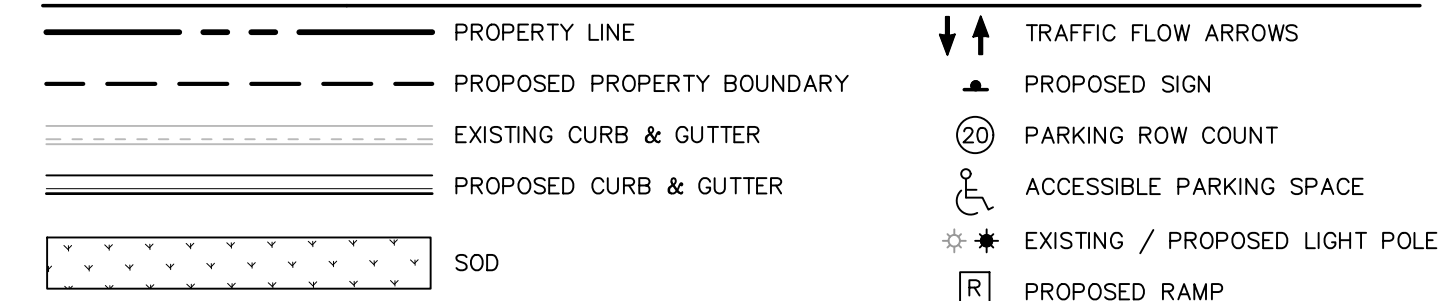 PROPERTY LINE
PROPOSED PROPERTY BOUNDARY
EXISTING CURB & GUTTER
PROPOSED CURB & GUTTER
SOD
TRAFFIC FLOW ARROWS
PROPOSED SIGN
20 PARKING ROW COUNT
ACCESSIBLE PARKING SPACE
EXISTING / PROPOSED LIGHT POLE
R PROPOSED RAMP